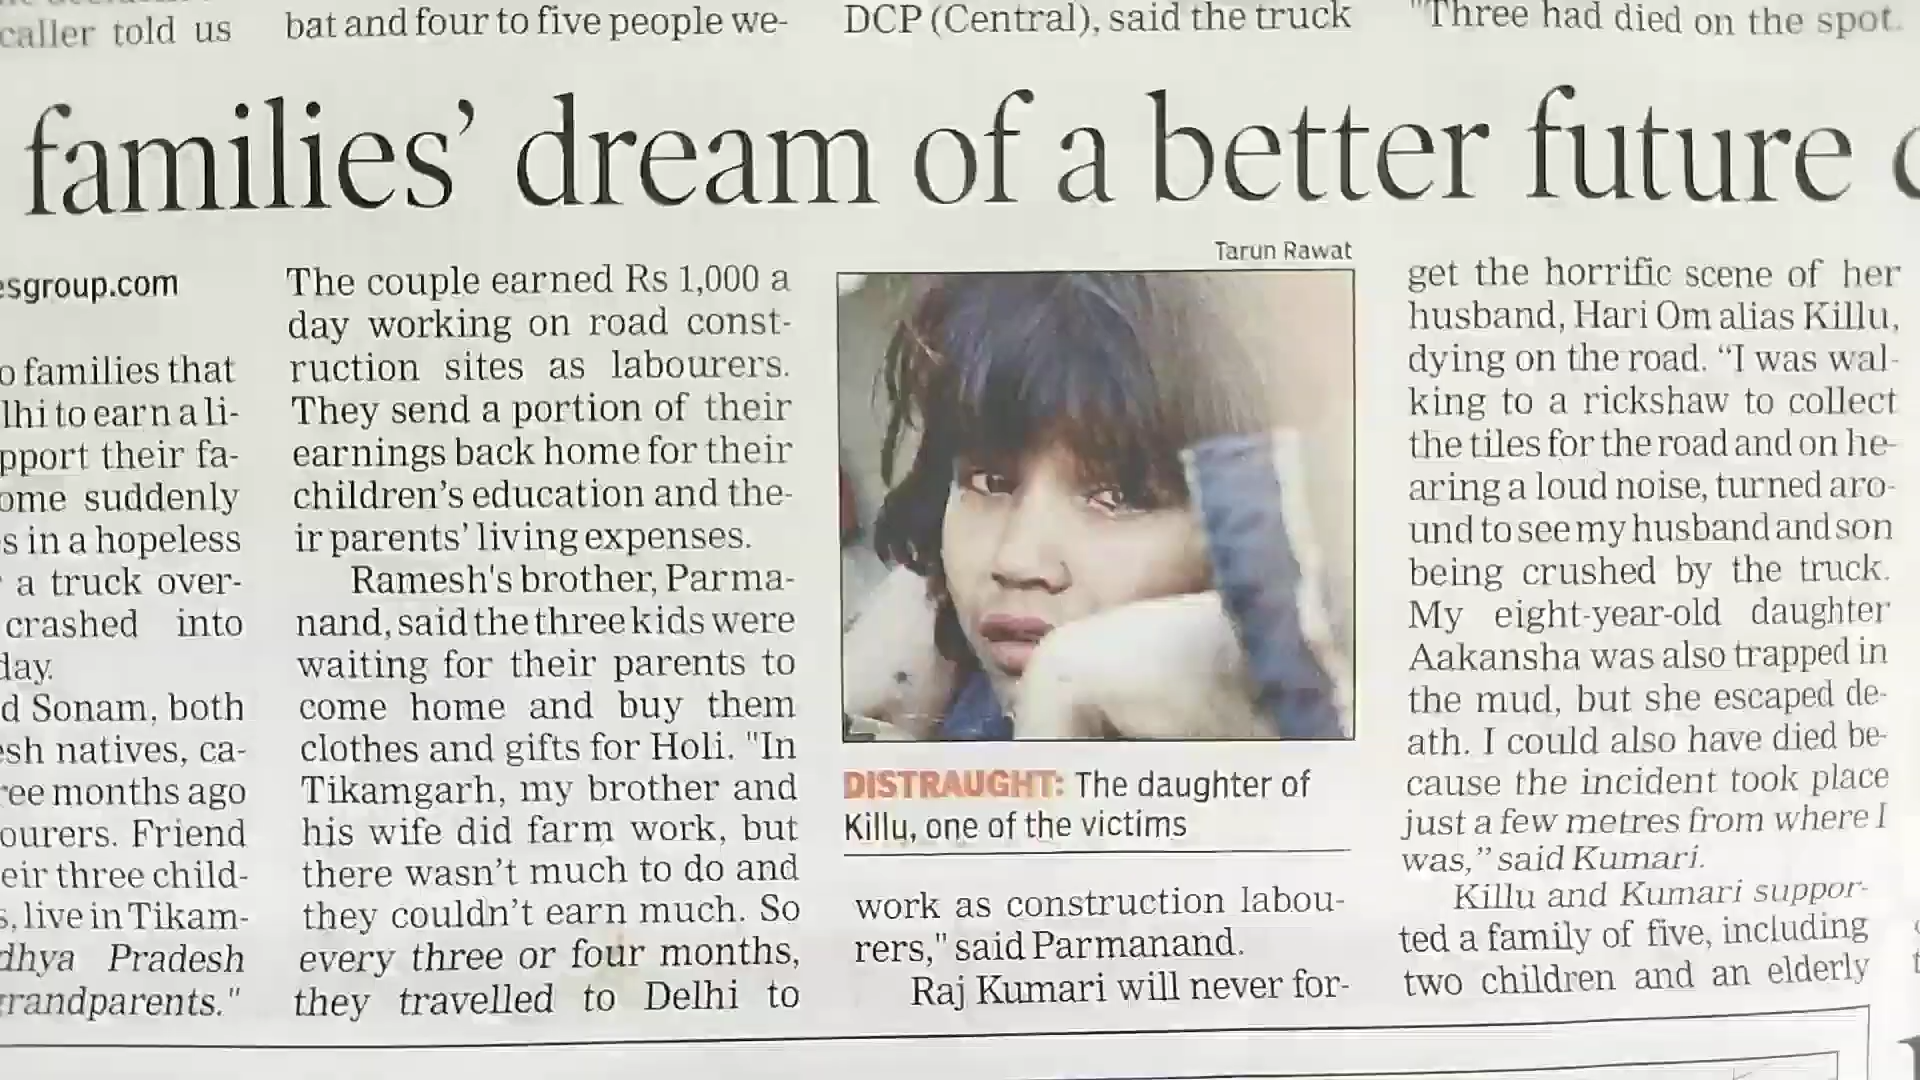 caller told us
bat and four to five people we-
DCP (Central), said the truck
"Three had died on the spot.
families' dream of a better future
sgroup.com
families that
to earn a li-
their fa-
suddenly
in a hopeless
a truck over-
crashed into
day.
Sonam, both
natives, ca-
months ago
Friend
three child-
live in Tikam-
Pradesh
grandparents."
The couple earned Rs 1,000 a
day working on road const-
ruction sites as labourers.
They send a portion of their
earnings back home for their
children's education and the-
ir parents' living expenses.
Ramesh's brother, Parma-
nand, said the three kids were
waiting for their parents to
come home and buy them
clothes and gifts for Holi. "In
Tikamgarh, my brother and
his wife did farm work, but
there wasn't much to do and
they couldn't earn much. So
every three or four months,
they travelled to Delhi to
Tarun Rawat
DISTRAUGHT: The daughter of
Killu, one of the victims
work as construction labou-
rers," said Parmanand.
Raj Kumari will never for-
get the horrific scene of her
husband, Hari Om alias Killu,
dying on the road. "I was wal-
king to a rickshaw to collect
the tiles for the road and on he-
aring a loud noise, turned aro-
und to see my husband and son
being crushed by the truck.
My eight-year-old daughter
Aakansha was also trapped in
the mud, but she escaped de-
ath. I could also have died be-
cause the incident took place
just a few metres from where I
was," said Kumari.
Killu and Kumari suppor-
ted a family of five, including
two children and an elderly